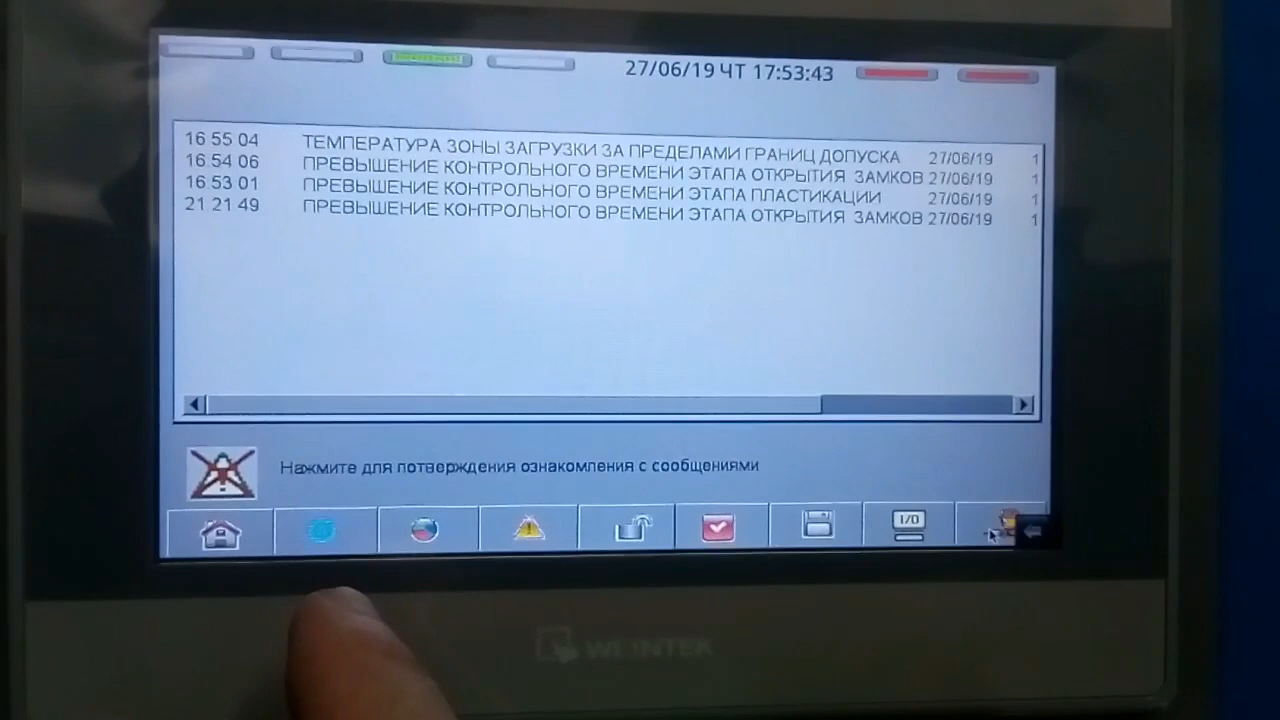 27/06/19 ЧТ 17:53:43
16 55 04 ТЕМПЕРАТУРА ЗОНЫ ЗАГРУЗКИ ЗА ПРЕДЕЛАМИ ГРАНИЦ ДОПУСКА 27/06/19 1
16 54 06 ПРЕВЫШЕНИЕ КОНТРОЛЬНОГО ВРЕМЕНИ ЭТАПА ОТКРЫТИЯ ЗАМКОВ 27/06/19 1
16 53 01 ПРЕВЫШЕНИЕ КОНТРОЛЬНОГО ВРЕМЕНИ ЭТАПА ПЛАСТИКАЦИИ 27/06/19 1
21 21 49 ПРЕВЫШЕНИЕ КОНТРОЛЬНОГО ВРЕМЕНИ ЭТАПА ОТКРЫТИЯ ЗАМКОВ 27/06/19 1
Нажмите для потверждения ознакомления с сообщениями
I/O
WEINTEK